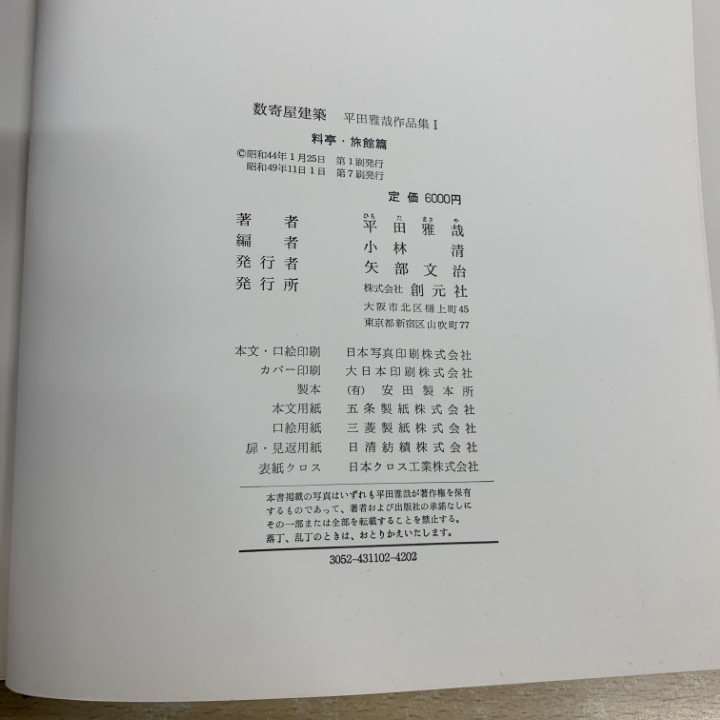 数寄屋建築 平田雅哉作品集 I
料亭・旅館篇
©昭和44年1月25日 第1刷発行
昭和49年11日1日 第7刷発行
定価 6000円
ひら た まさ や
著者 平田雅哉
編者 小林清
発行者 矢部文治
発行所 株式会社 創元社
大阪市北区樋上町45
東京都新宿区山吹町77
本文・口絵印刷 日本写真印刷株式会社
カバー印刷 大日本印刷株式会社
製本 (有) 安田製本所
本文用紙 五条製紙株式会社
口絵用紙 三菱製紙株式会社
扉・見返用紙 日清紡績株式会社
表紙クロス 日本クロス工業株式会社
本書掲載の写真はいずれも平田雅哉が著作権を保有
するものであって、著者および出版社の承諾なしに
その一部または全部を転載することを禁止する。
落丁、乱丁のときは、おとりかえいたします。
3052-431102-4202